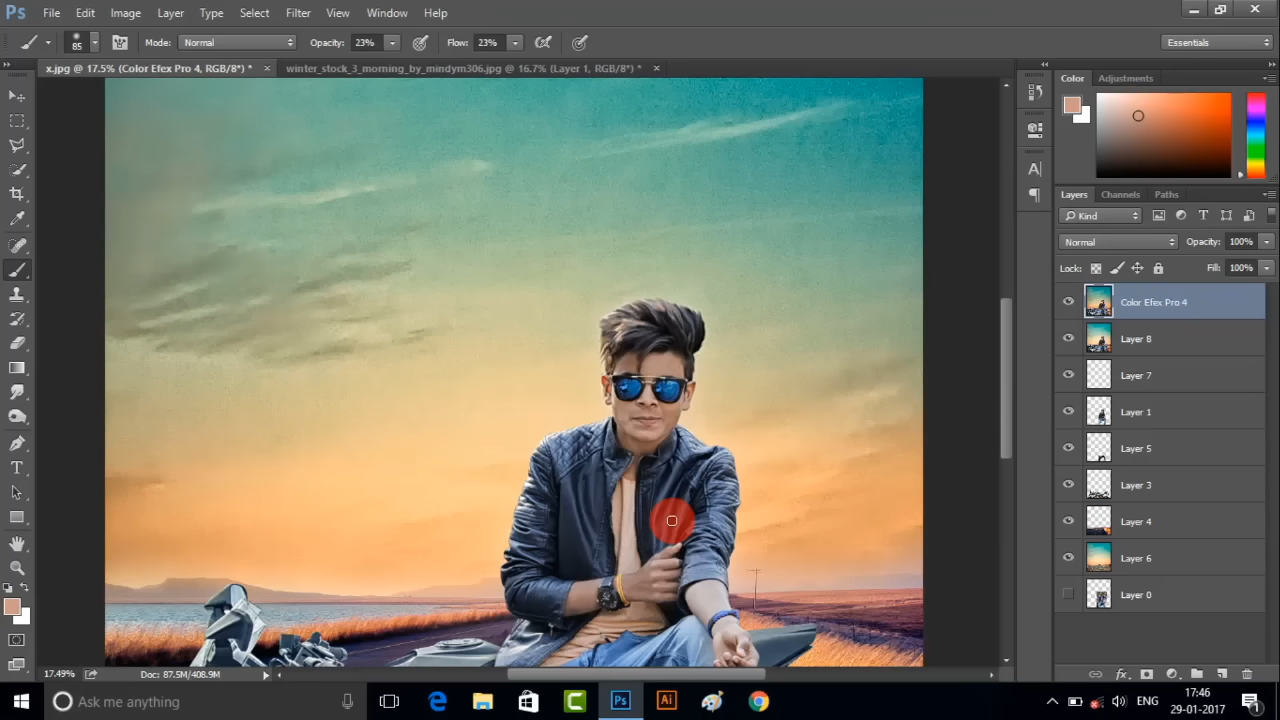 Ps File Edit Image Layer Type Select Filter View Window Help
85 Mode: Normal Opacity: 23% Flow: 23% Essentials
x.jpg @ 17.5% (Color Efex Pro 4, RGB/8*) * × winter_stock_3_morning_by_mindym306.jpg @ 16.7% (Layer 1, RGB/8*) * ×
Color Adjustments
Layers Channels Paths
Kind
Normal Opacity: 100%
Lock: Fill: 100%
Color Efex Pro 4
Layer 8
Layer 7
Layer 1
Layer 5
Layer 3
Layer 4
Layer 6
Layer 0
17.49% Doc: 87.5M/408.9M
Ask me anything Ps Ai ENG 17:46
29-01-2017 1